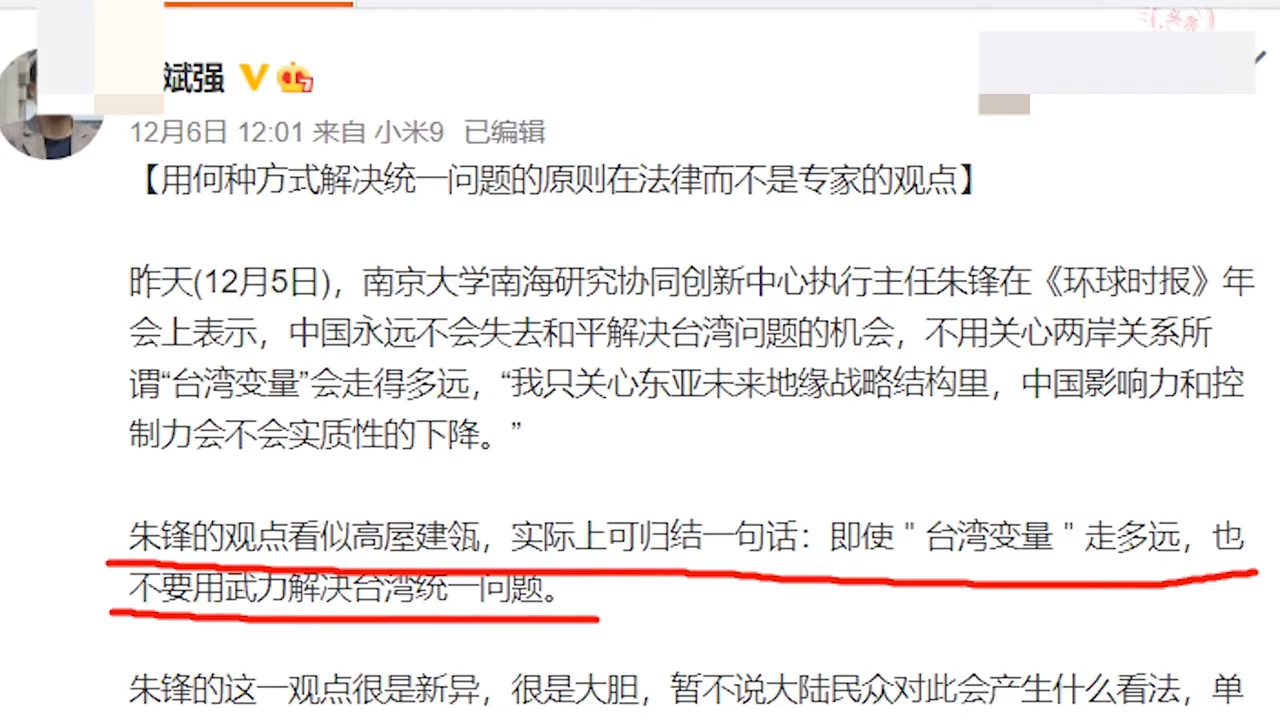 斌强
12月6日 12:01 来自 小米9 已编辑
【用何种方式解决统一问题的原则在法律而不是专家的观点】
昨天(12月5日)，南京大学南海研究协同创新中心执行主任朱锋在《环球时报》年
会上表示，中国永远不会失去和平解决台湾问题的机会，不用关心两岸关系所
谓“台湾变量”会走得多远，“我只关心东亚未来地缘战略结构里，中国影响力和控
制力会不会实质性的下降。”
朱锋的观点看似高屋建瓴，实际上可归结一句话：即使＂台湾变量＂走多远，也
不要用武力解决台湾统一问题。
朱锋的这一观点很是新异，很是大胆，暂不说大陆民众对此会产生什么看法，单